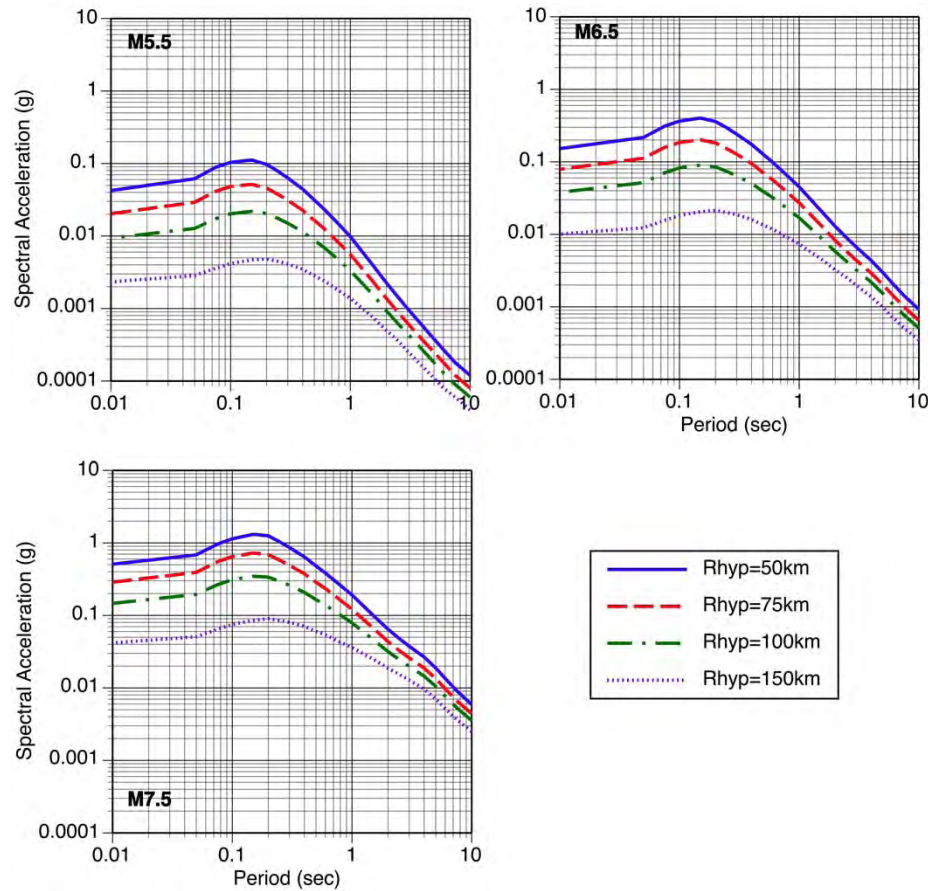 M5.5
Spectral Acceleration (g)
10
1
0.1
0.01
0.001
0.0001
0.01
0.1
1
10
M6.5
10
1
0.1
0.01
0.001
0.0001
0.01
0.1
1
10
Period (sec)
M7.5
Spectral Acceleration (g)
10
1
0.1
0.01
0.001
0.0001
0.01
0.1
1
10
Period (sec)
Rhyp=50km
Rhyp=75km
Rhyp=100km
Rhyp=150km